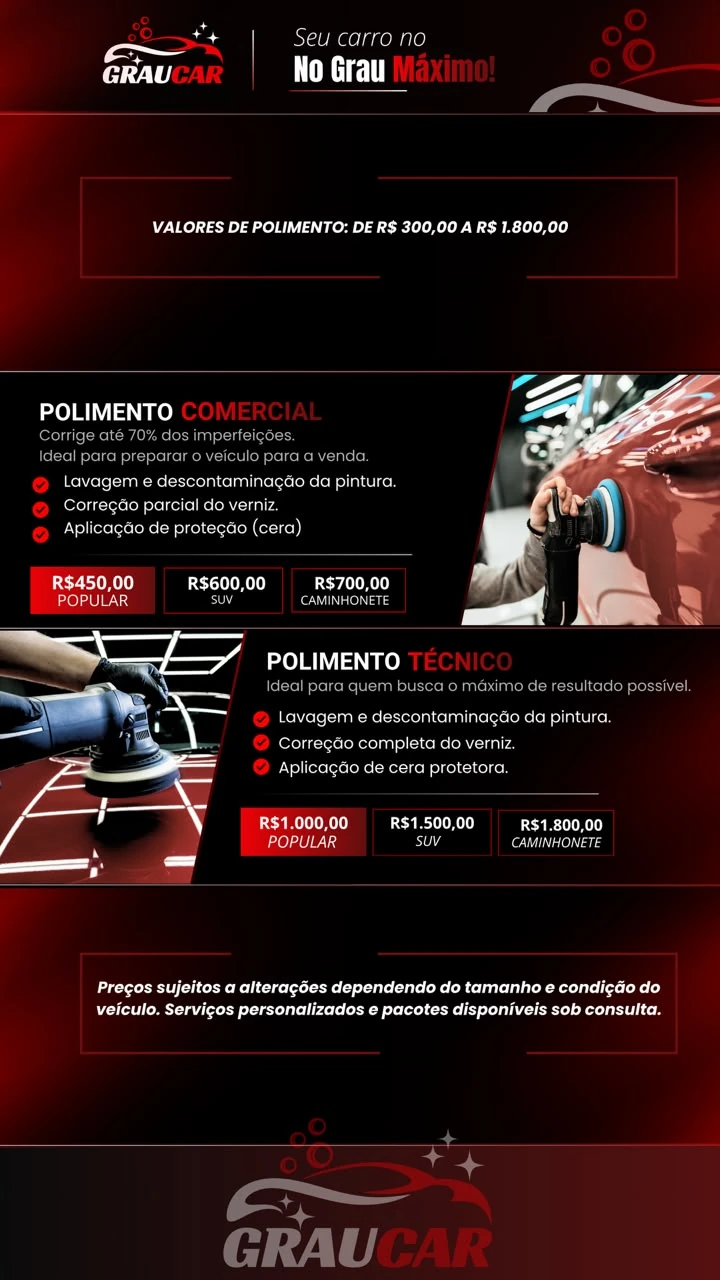 GRAUCAR
Seu carro no
No Grau Máximo!
VALORES DE POLIMENTO: DE R$ 300,00 A R$ 1.800,00
POLIMENTO COMERCIAL
Corrige até 70% dos imperfeições.
Ideal para preparar o veículo para a venda.
Lavagem e descontaminação da pintura.
Correção parcial do verniz.
Aplicação de proteção (cera)
R$450,00 R$600,00 R$700,00
POPULAR SUV CAMINHONETE
POLIMENTO TÉCNICO
Ideal para quem busca o máximo de resultado possível.
Lavagem e descontaminação da pintura.
Correção completa do verniz.
Aplicação de cera protetora.
R$1.000,00 R$1.500,00 R$1.800,00
POPULAR SUV CAMINHONETE
Preços sujeitos a alterações dependendo do tamanho e condição do
veículo. Serviços personalizados e pacotes disponíveis sob consulta.
GRAUCAR